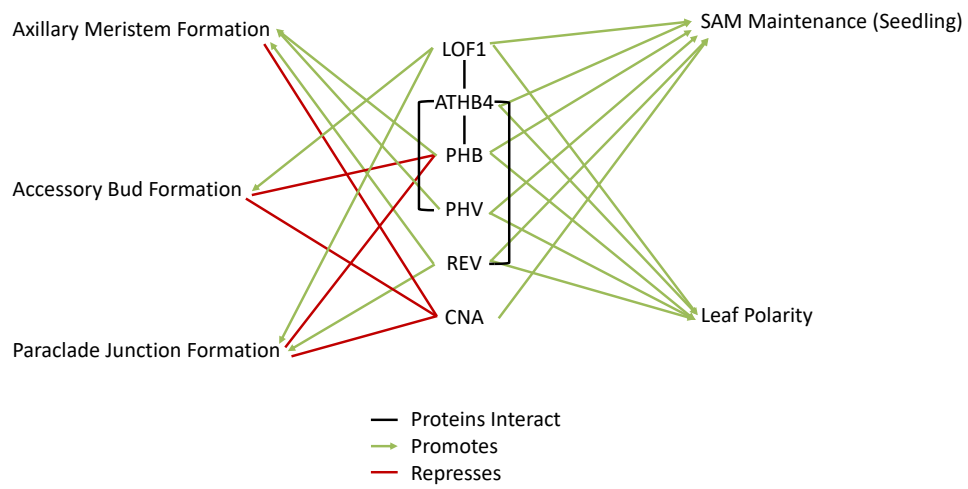 Axillary Meristem Formation
SAM Maintenance (Seedling)
LOF1
ATHB4
PHB
Accessory Bud Formation
PHV
REV
CNA
Leaf Polarity
Paraclade Junction Formation
Proteins Interact
Promotes
Represses